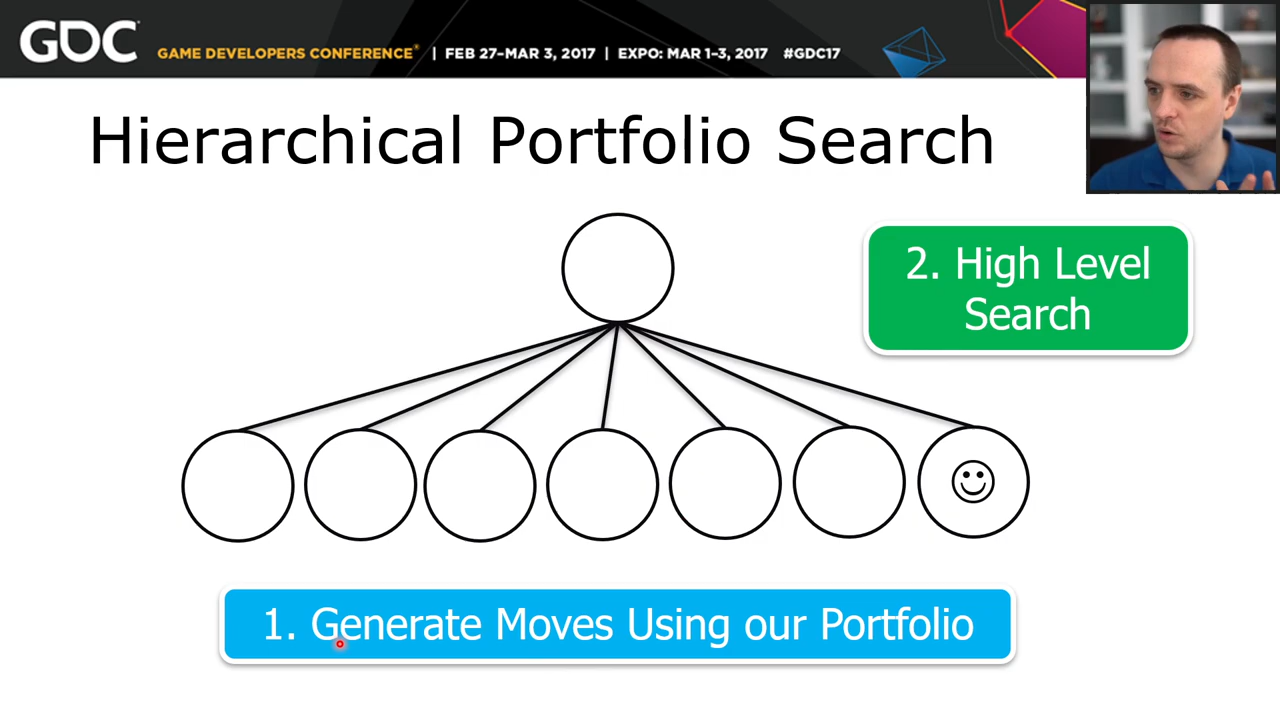 GDC
GAME DEVELOPERS CONFERENCE® | FEB 27–MAR 3, 2017 | EXPO: MAR 1–3, 2017 #GDC17
Hierarchical Portfolio Search
2. High Level
Search
1. Generate Moves Using our Portfolio